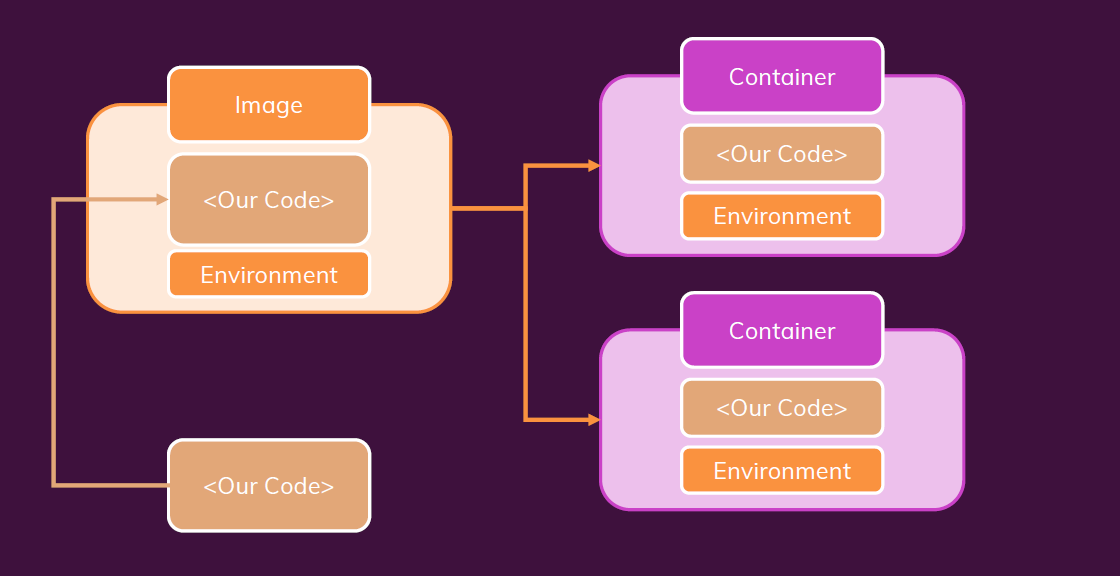 Image
<Our Code>
Environment
<Our Code>
Container
<Our Code>
Environment
Container
<Our Code>
Environment